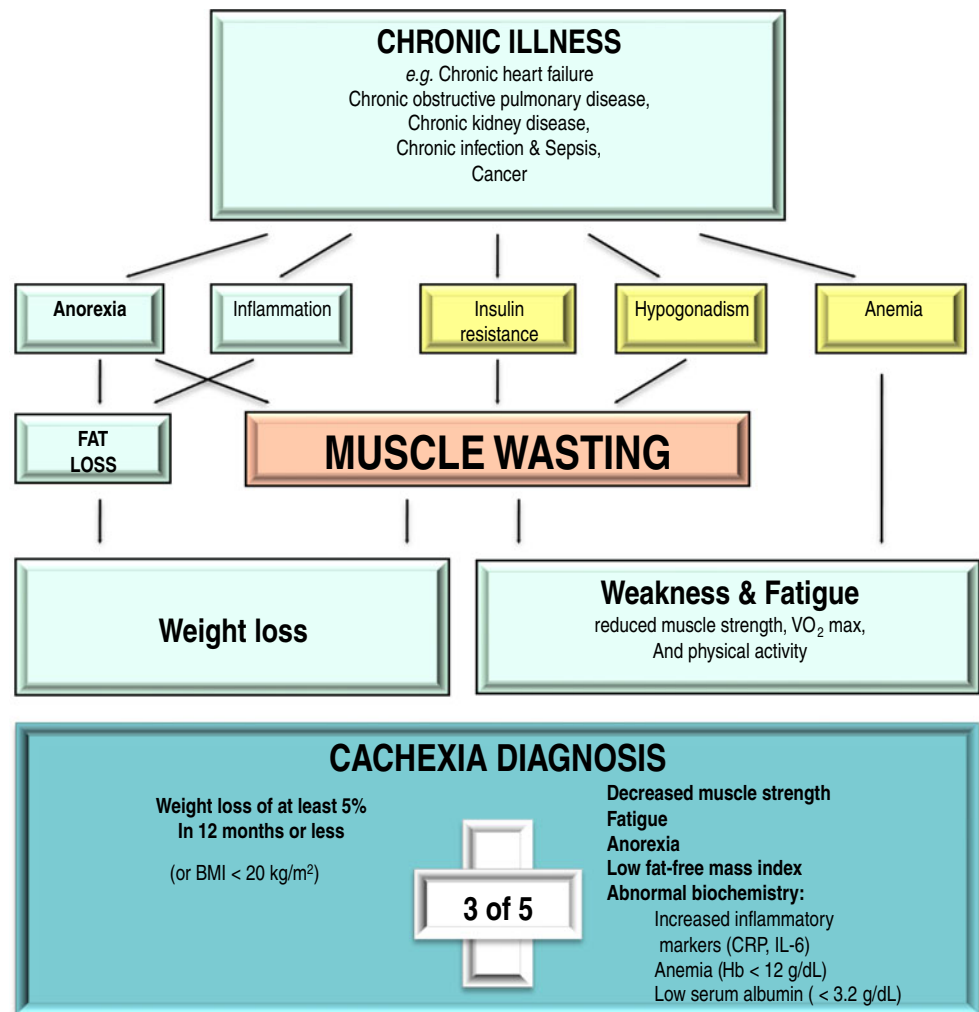 CHRONIC ILLNESS
e.g. Chronic heart failure
Chronic obstructive pulmonary disease,
Chronic kidney disease,
Chronic infection & Sepsis,
Cancer
Anorexia
Inflammation
Insulin
resistance
Hypogonadism
Anemia
FAT
LOSS
MUSCLE WASTING
Weight loss
Weakness & Fatigue
reduced muscle strength, VO₂ max,
And physical activity
CACHEXIA DIAGNOSIS
Weight loss of at least 5%
In 12 months or less
(or BMI < 20 kg/m²)
3 of 5
Decreased muscle strength
Fatigue
Anorexia
Low fat-free mass index
Abnormal biochemistry:
Increased inflammatory
markers (CRP, IL-6)
Anemia (Hb < 12 g/dL)
Low serum albumin ( < 3.2 g/dL)